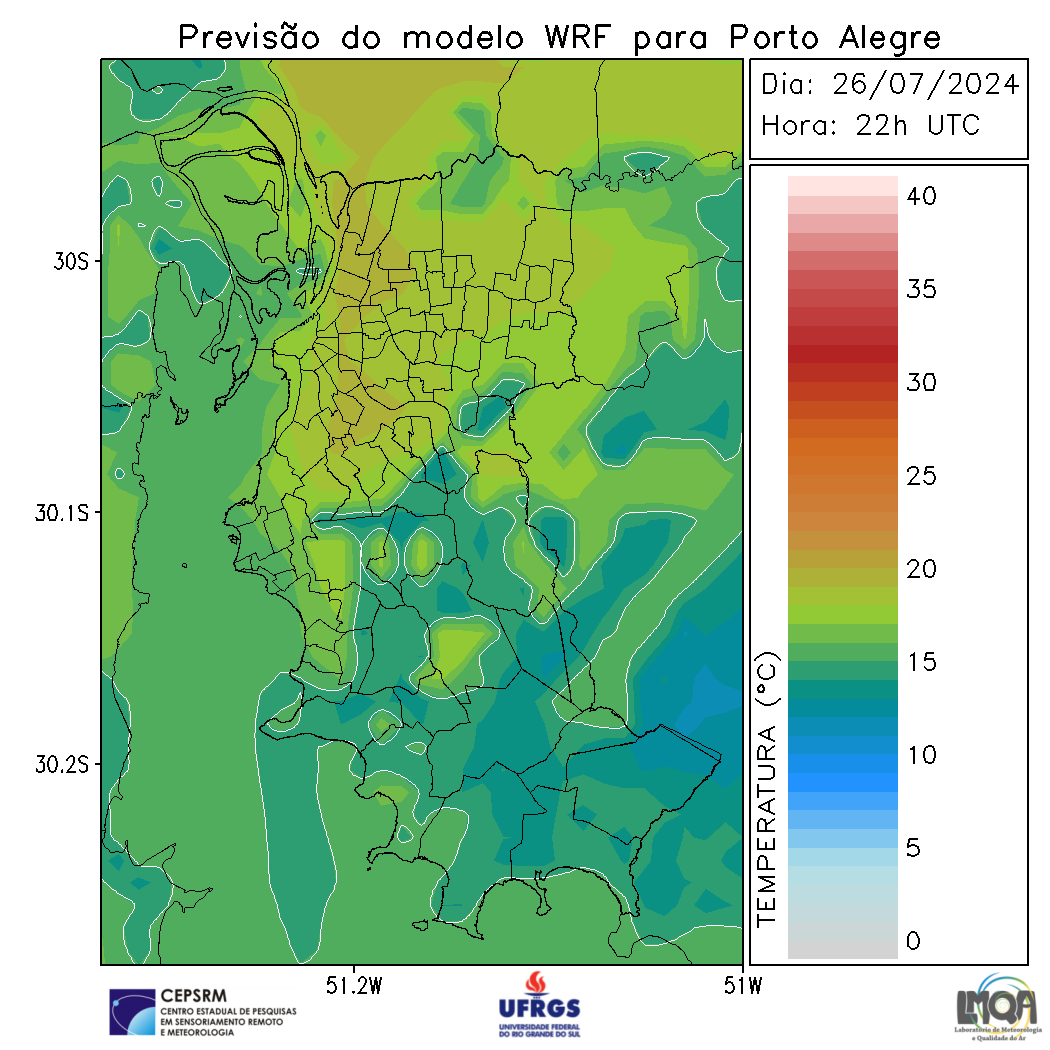 Previsão do modelo WRF para Porto Alegre
Dia: 26/07/2024
Hora: 22h UTC
40
35
30
25
20
15
10
5
0
TEMPERATURA (°C)
30S
30.1S
30.2S
51.2W
51W
CEPSRM
CENTRO ESTADUAL DE PESQUISAS
EM SENSORIAMENTO REMOTO
E METEOROLOGIA
UFRGS
UNIVERSIDADE FEDERAL
DO RIO GRANDE DO SUL
LMQA
Laboratório de Meteorologia
e Qualidade do Ar